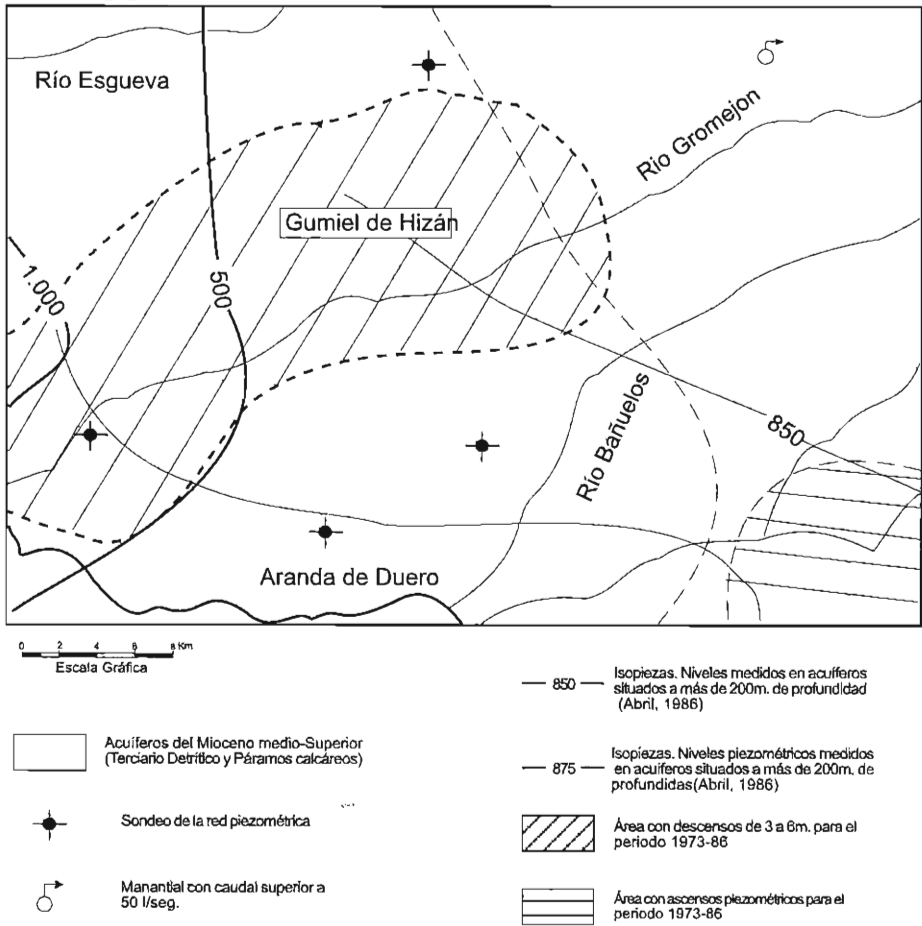 Río Esgueva
Río Gromejon
Gumiel de Hizán
1.000
500
Río Bañuelos
850
Aranda de Duero
0 2 4 6 8 Km
Escala Gráfica
850 Isopiezas. Niveles medidos en acuíferos
situados a más de 200m. de profundidad
(Abril, 1986)
Acuíferos del Mioceno medio-Superior
(Terciario Detrítico y Páramos calcáreos)
875 Isopiezas. Niveles piezométricos medidos
en acuíferos situados a más de 200m. de
profundidas(Abril, 1986)
Sondeo de la red piezométrica
Área con descensos de 3 a 6m. para el
periodo 1973-86
Manantial con caudal superior a
50 l/seg.
Área con ascensos piezométricos para el
periodo 1973-86